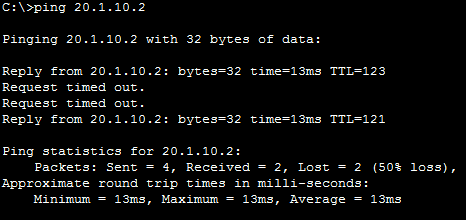 C:\>ping 20.1.10.2
Pinging 20.1.10.2 with 32 bytes of data:
Reply from 20.1.10.2: bytes=32 time=13ms TTL=123
Request timed out.
Request timed out.
Reply from 20.1.10.2: bytes=32 time=13ms TTL=121
Ping statistics for 20.1.10.2:
    Packets: Sent = 4, Received = 2, Lost = 2 (50% loss),
Approximate round trip times in milli-seconds:
    Minimum = 13ms, Maximum = 13ms, Average = 13ms